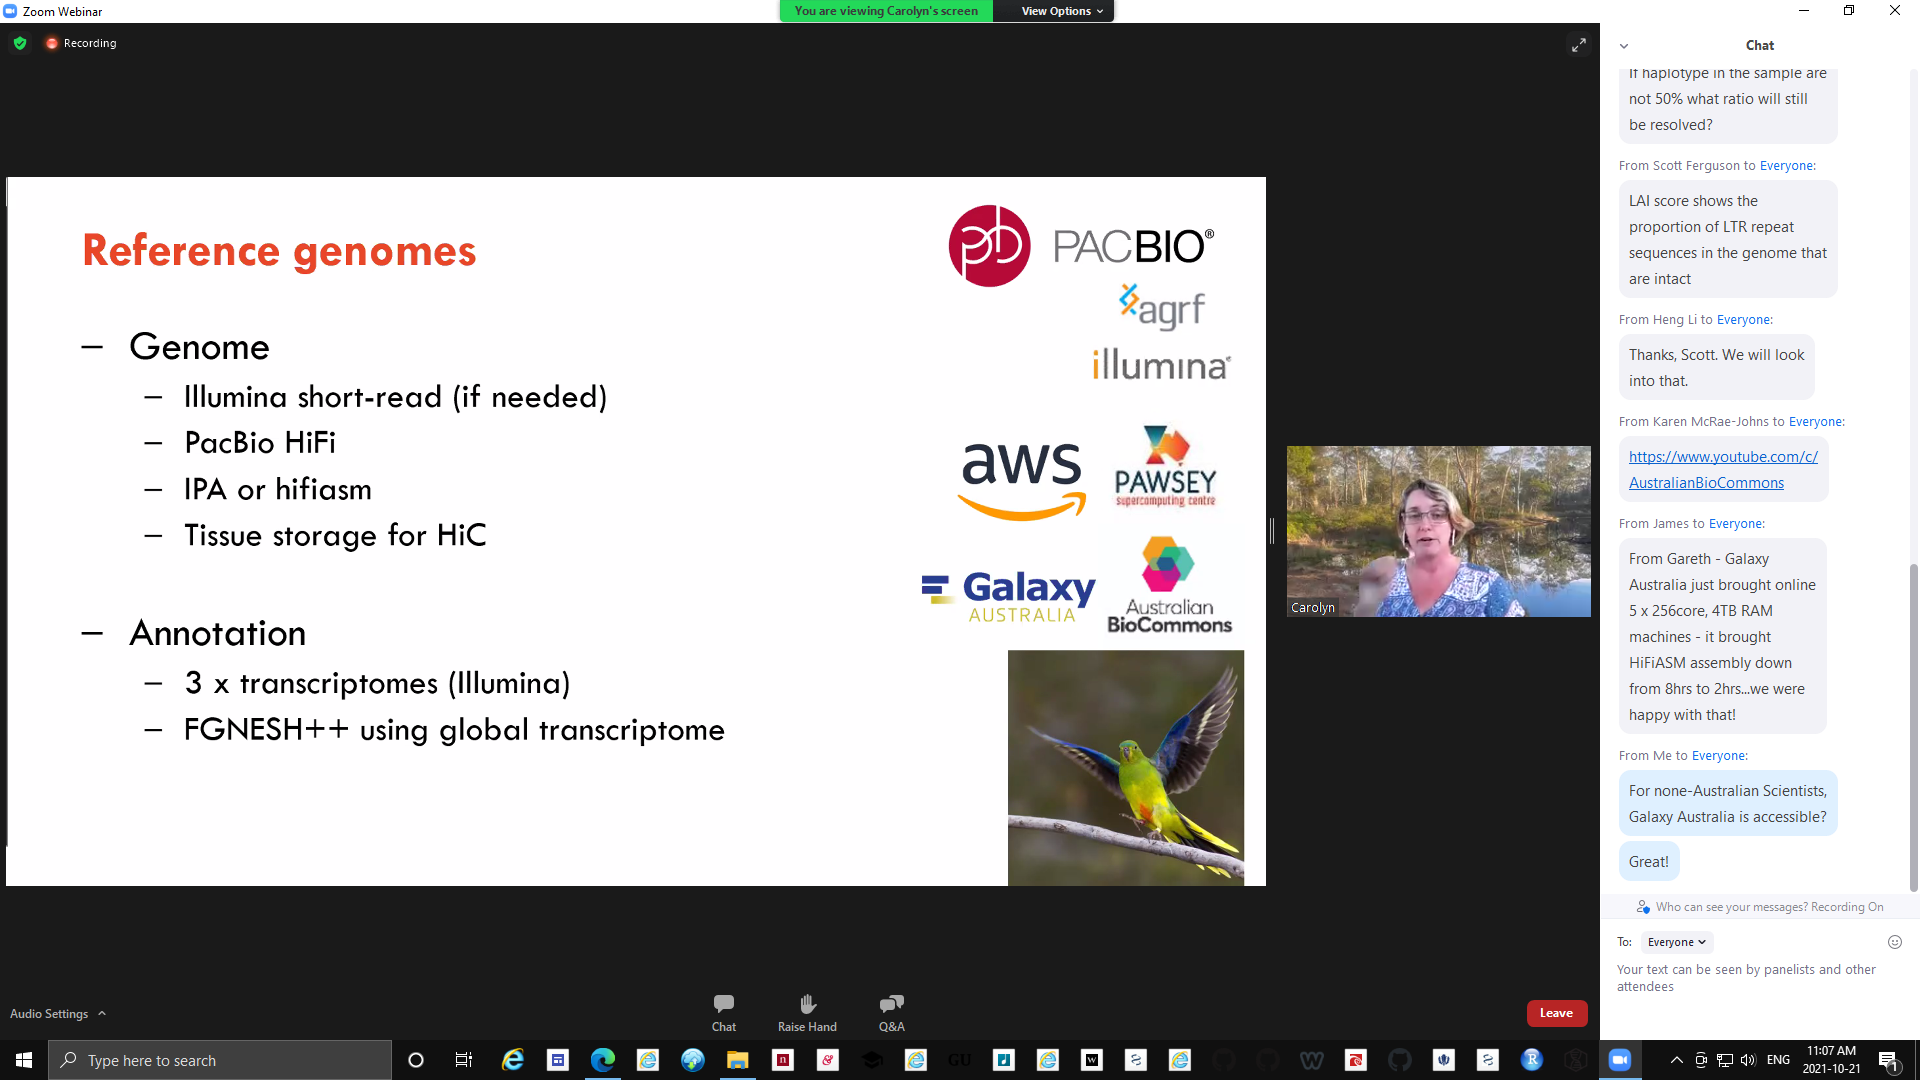 Zoom Webinar
You are viewing Carolyn's screen
View Options
Recording
Reference genomes
– Genome
– Illumina short-read (if needed)
– PacBio HiFi
– IPA or hifiasm
– Tissue storage for HiC
– Annotation
– 3 x transcriptomes (Illumina)
– FGNESH++ using global transcriptome
PACBIO®
agrf
illumina®
aws
PAWSEY
supercomputing centre
Galaxy
AUSTRALIA
Australian
BioCommons
Carolyn
Chat
If haplotype in the sample are
not 50% what ratio will still
be resolved?
From Scott Ferguson to Everyone:
LAI score shows the
proportion of LTR repeat
sequences in the genome that
are intact
From Heng Li to Everyone:
Thanks, Scott. We will look
into that.
From Karen McRae-Johns to Everyone:
https://www.youtube.com/c/
AustralianBioCommons
From James to Everyone:
From Gareth - Galaxy
Australia just brought online
5 x 256core, 4TB RAM
machines - it brought
HiFiASM assembly down
from 8hrs to 2hrs...we were
happy with that!
From Me to Everyone:
For none-Australian Scientists,
Galaxy Australia is accessible?
Great!
Who can see your messages? Recording On
To: Everyone
Your text can be seen by panelists and other
attendees
Audio Settings
Chat
Raise Hand
Q&A
Leave
Type here to search
GU
ENG
11:07 AM
2021-10-21
1